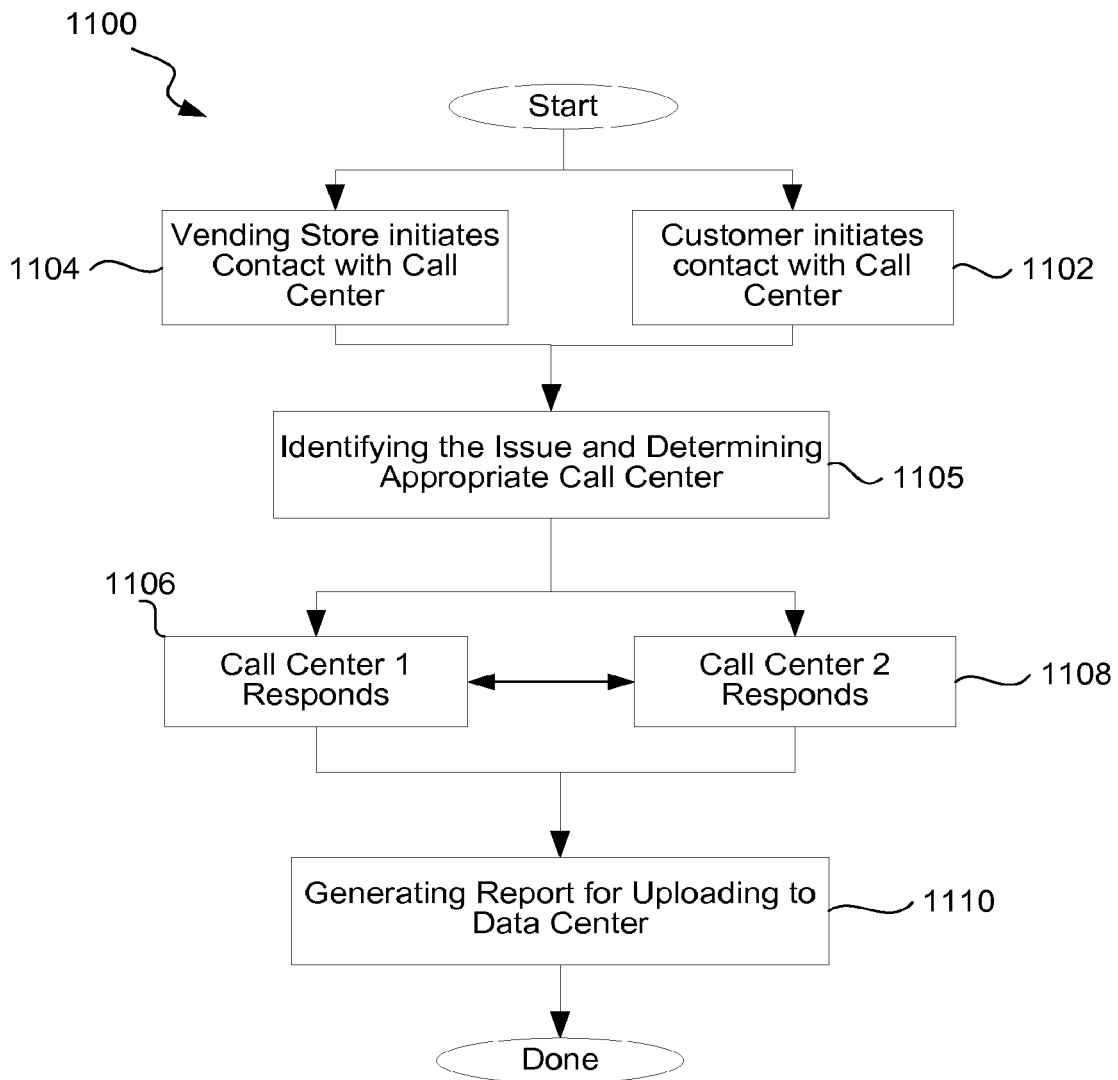 1100
Start
Vending Store initiates
Contact with Call
Center
1104
Customer initiates
contact with Call
Center
1102
Identifying the Issue and Determining
Appropriate Call Center
1105
1106
Call Center 1
Responds
Call Center 2
Responds
1108
Generating Report for Uploading to
Data Center
1110
Done